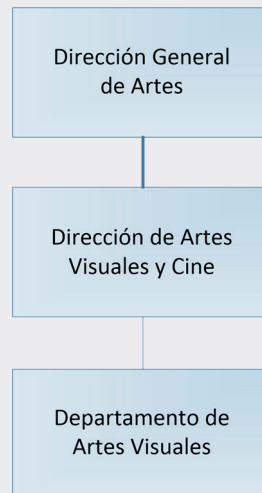 Dirección General
de Artes
Dirección de Artes
Visuales y Cine
Departamento de
Artes Visuales